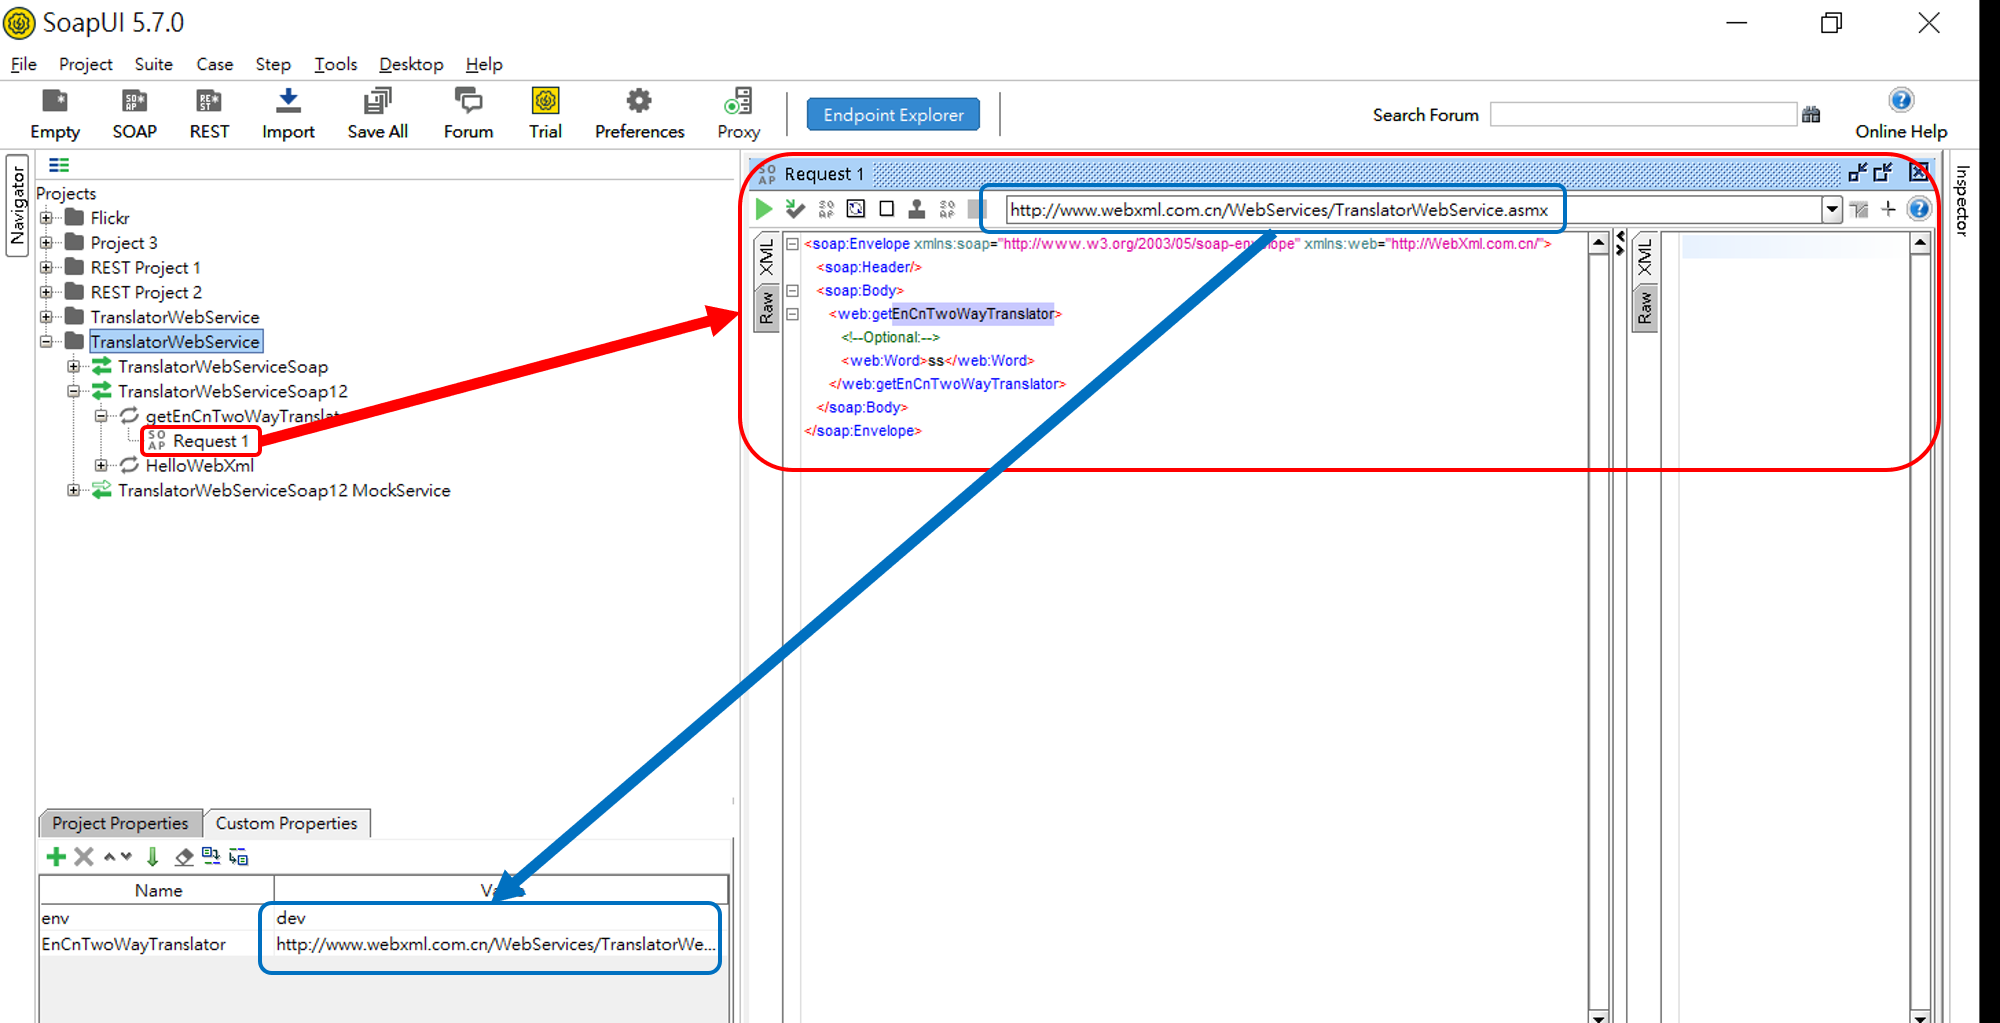 SoapUI 5.7.0
File Project Suite Case Step Tools Desktop Help
Empty SOAP REST Import Save All Forum Trial Preferences Proxy Endpoint Explorer Search Forum Online Help
Navigator
Projects
Flickr
Project 3
REST Project 1
REST Project 2
TranslatorWebService
TranslatorWebService
TranslatorWebServiceSoap
TranslatorWebServiceSoap12
getEnCnTwoWayTranslat
Request 1
HelloWebXml
TranslatorWebServiceSoap12 MockService
Project Properties Custom Properties
Name
env dev
EnCnTwoWayTranslator http://www.webxml.com.cn/WebServices/TranslatorWe...
Request 1
http://www.webxml.com.cn/WebServices/TranslatorWebService.asmx
XML
Raw
<soap:Envelope xmlns:soap="http://www.w3.org/2003/05/soap-envelope" xmlns:web="http://WebXml.com.cn/">
<soap:Header/>
<soap:Body>
<web:getEnCnTwoWayTranslator>
<!--Optional:-->
<web:Word>ss</web:Word>
</web:getEnCnTwoWayTranslator>
</soap:Body>
</soap:Envelope>
XML
Raw
Inspector